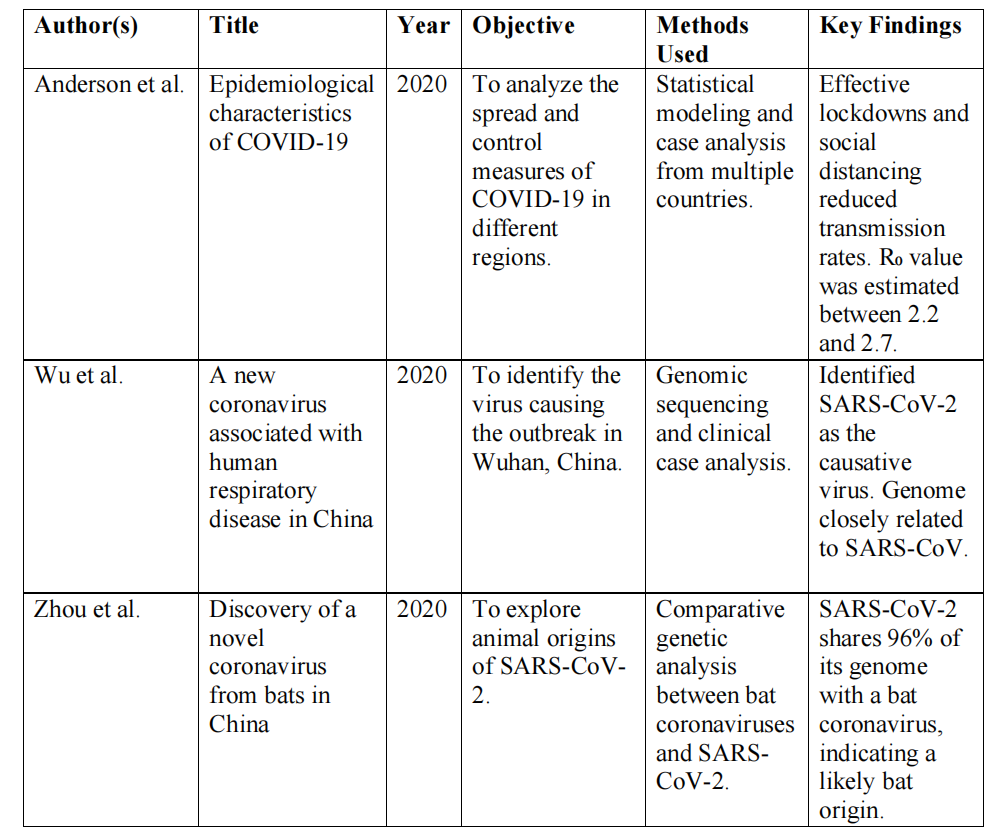 Author(s) Title Year Objective Methods Used Key Findings
Anderson et al.
Epidemiological
characteristics
of COVID-19
2020
To analyze the
spread and
control
measures of
COVID-19 in
different
regions.
Statistical
modeling and
case analysis
from multiple
countries.
Effective
lockdowns and
social
distancing
reduced
transmission
rates. R₀ value
was estimated
between 2.2
and 2.7.
Wu et al.
A new
coronavirus
associated with
human
respiratory
disease in China
2020
To identify the
virus causing
the outbreak in
Wuhan, China.
Genomic
sequencing
and clinical
case analysis.
Identified
SARS-CoV-2
as the
causative
virus. Genome
closely related
to SARS-CoV.
Zhou et al.
Discovery of a
novel
coronavirus
from bats in
China
2020
To explore
animal origins
of SARS-CoV-
2.
Comparative
genetic
analysis
between bat
coronaviruses
and SARS-
CoV-2.
SARS-CoV-2
shares 96% of
its genome
with a bat
coronavirus,
indicating a
likely bat
origin.